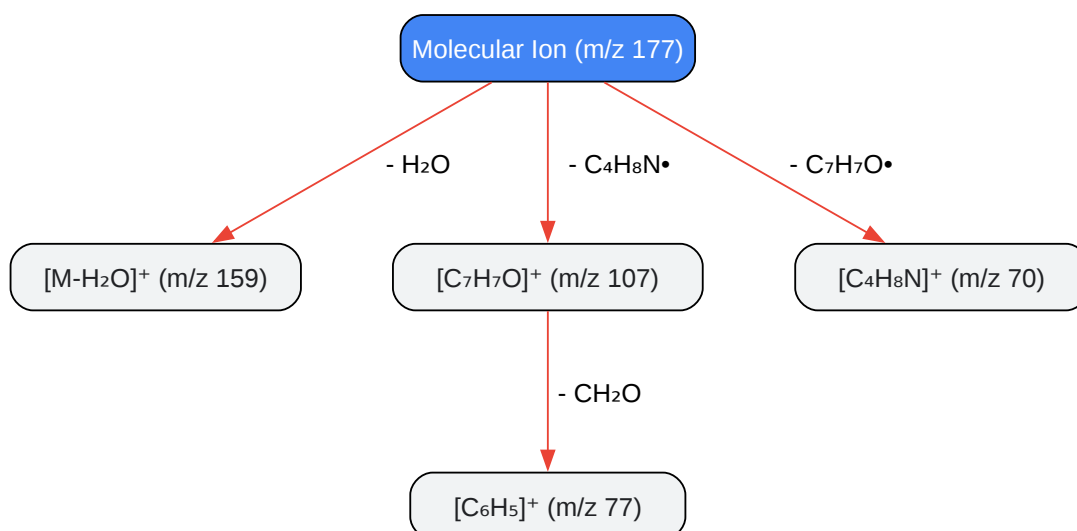 Molecular Ion (m/z 177)
- H₂O
- C₄H₈N•
- C₇H₇O•
[M-H₂O]⁺ (m/z 159)
[C₇H₇O]⁺ (m/z 107)
[C₄H₈N]⁺ (m/z 70)
- CH₂O
[C₆H₅]⁺ (m/z 77)